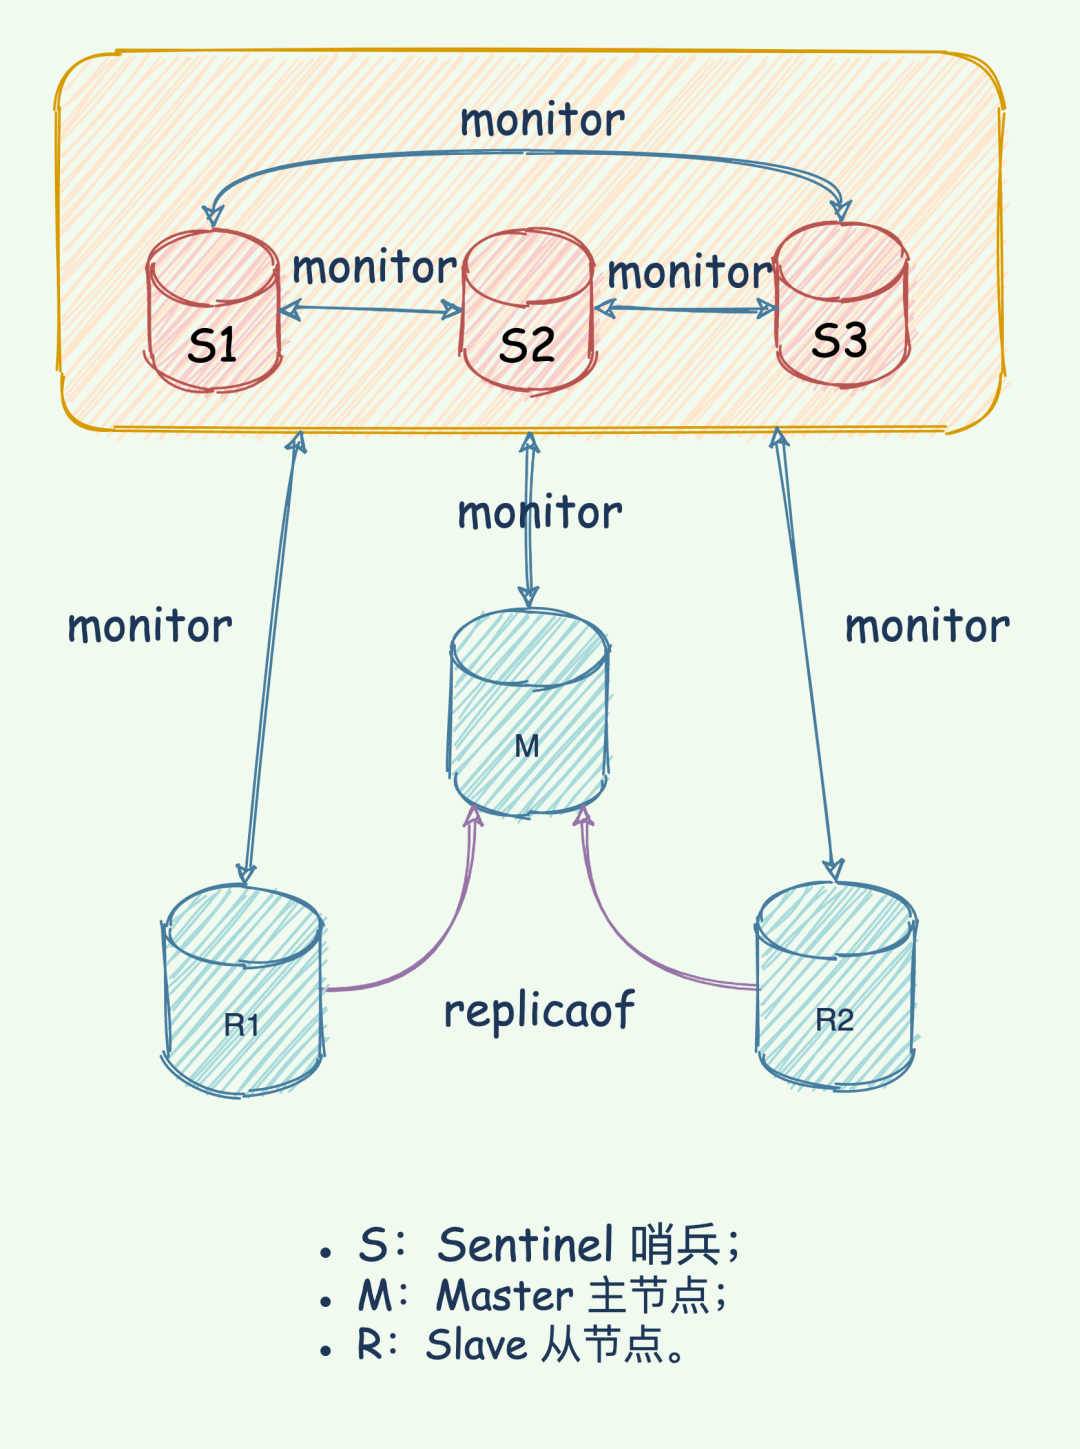 monitor
monitor
monitor
S1
S2
S3
monitor
monitor
monitor
M
replicaof
R1
R2
• S：Sentinel 哨兵；
• M：Master 主节点；
• R：Slave 从节点。